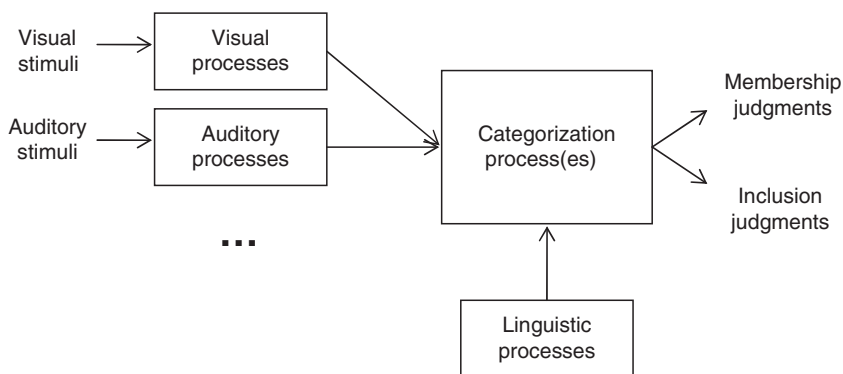 Visual
stimuli
Visual
processes
Auditory
stimuli
Auditory
processes
...
Categorization
process(es)
Membership
judgments
Inclusion
judgments
Linguistic
processes